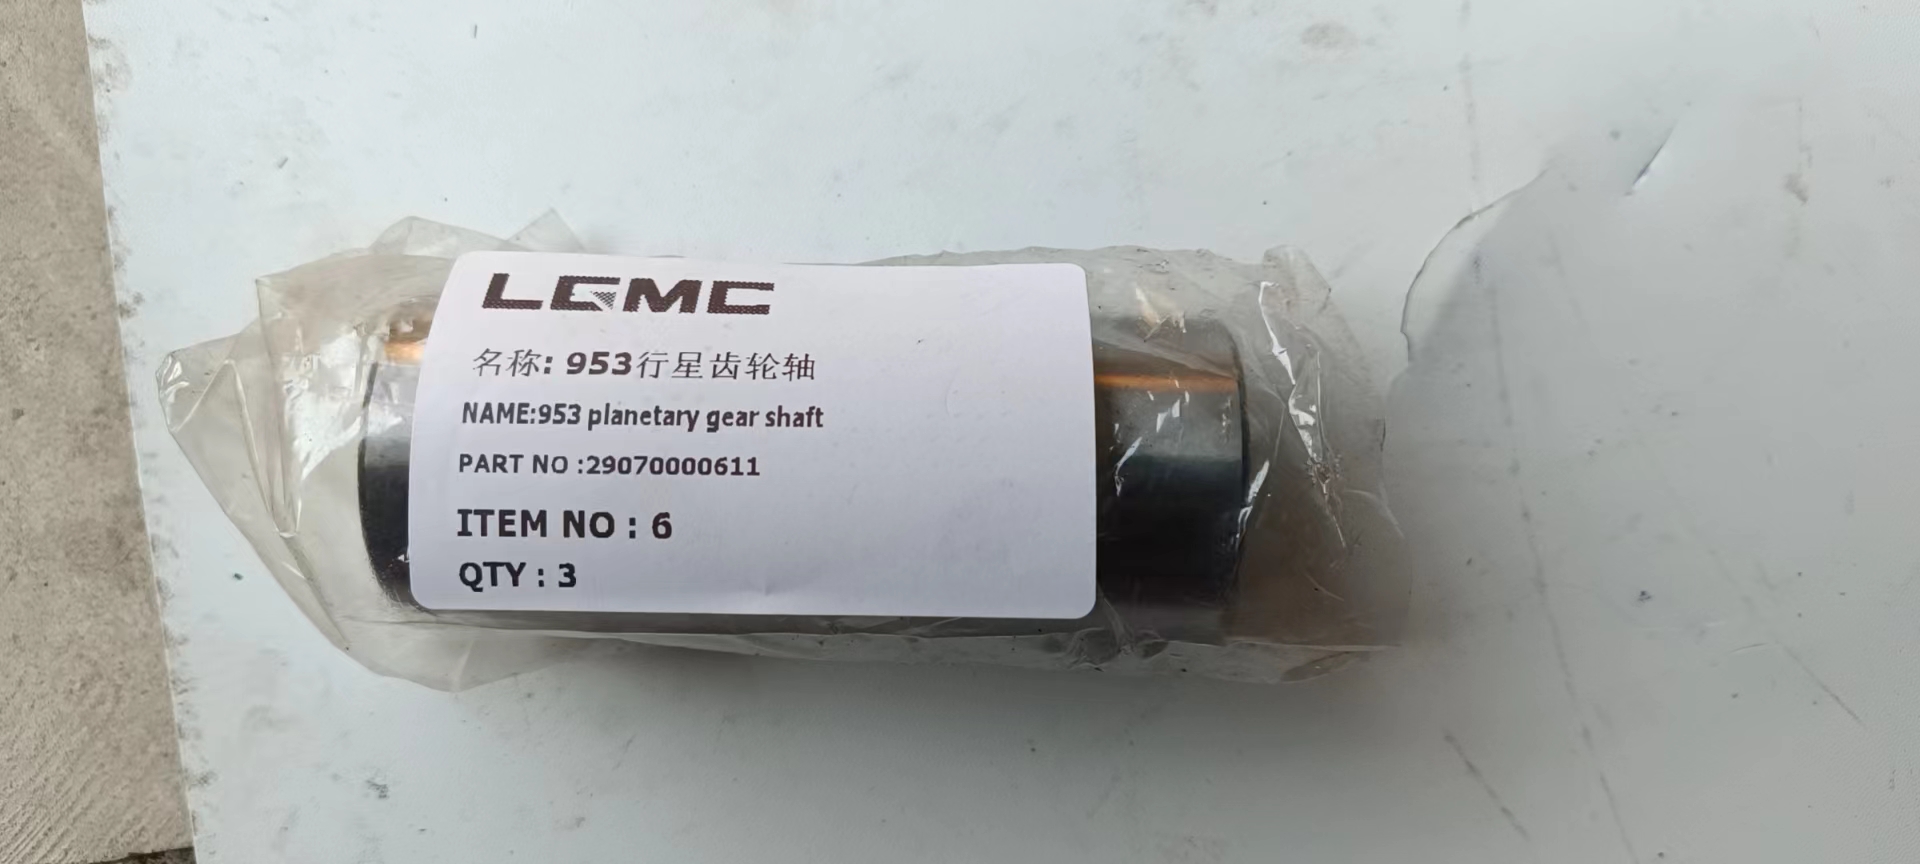 LGMC
名称: 953行星齿轮轴
NAME:953 planetary gear shaft
PART NO :29070000611
ITEM NO : 6
QTY : 3